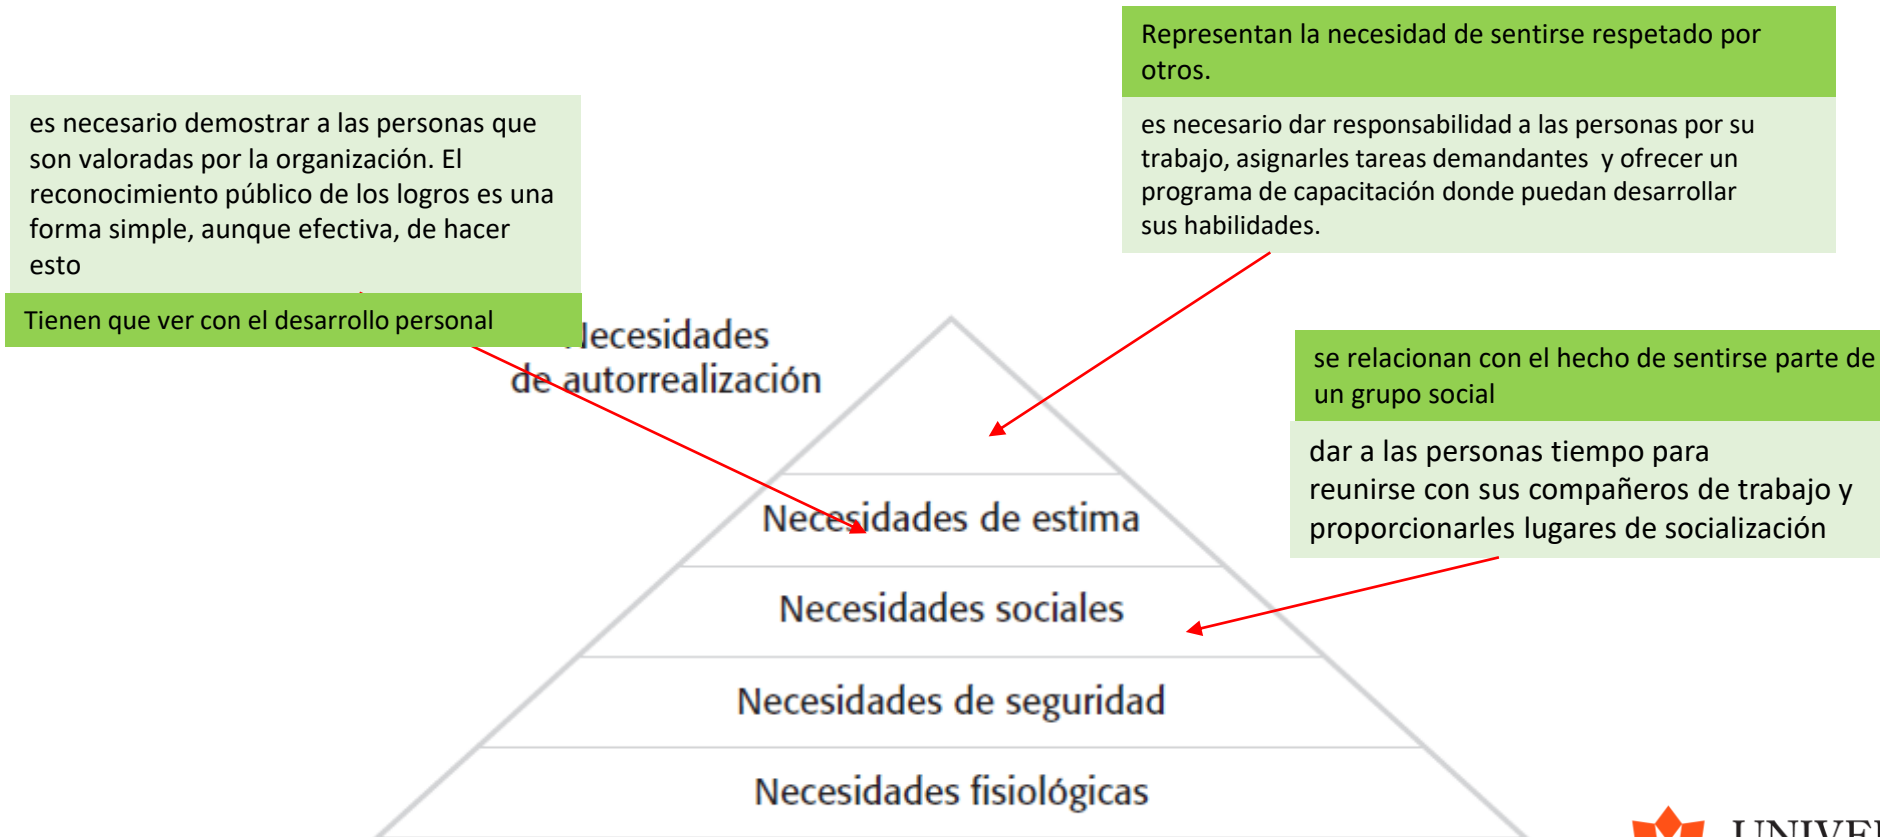 Representan la necesidad de sentirse respetado por
otros.
es necesario dar responsabilidad a las personas por su
trabajo, asignarles tareas demandantes y ofrecer un
programa de capacitación donde puedan desarrollar
sus habilidades.
es necesario demostrar a las personas que
son valoradas por la organización. El
reconocimiento público de los logros es una
forma simple, aunque efectiva, de hacer
esto
Tienen que ver con el desarrollo personal
Necesidades
de autorrealización
se relacionan con el hecho de sentirse parte de
un grupo social
dar a las personas tiempo para
reunirse con sus compañeros de trabajo y
proporcionarles lugares de socialización
Necesidades de estima
Necesidades sociales
Necesidades de seguridad
Necesidades fisiológicas